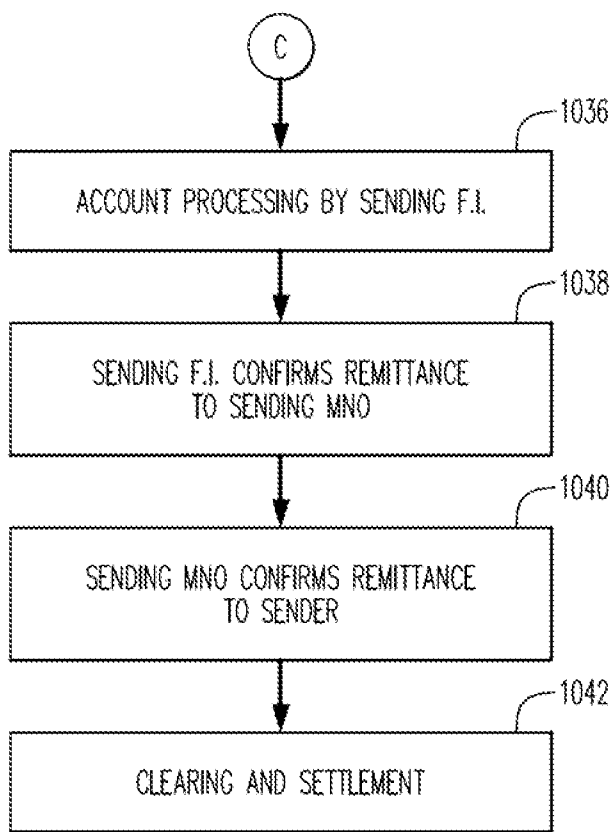 C
1036
ACCOUNT PROCESSING BY SENDING F.I.
1038
SENDING F.I. CONFIRMS REMITTANCE
TO SENDING MNO
1040
SENDING MNO CONFIRMS REMITTANCE
TO SENDER
1042
CLEARING AND SETTLEMENT